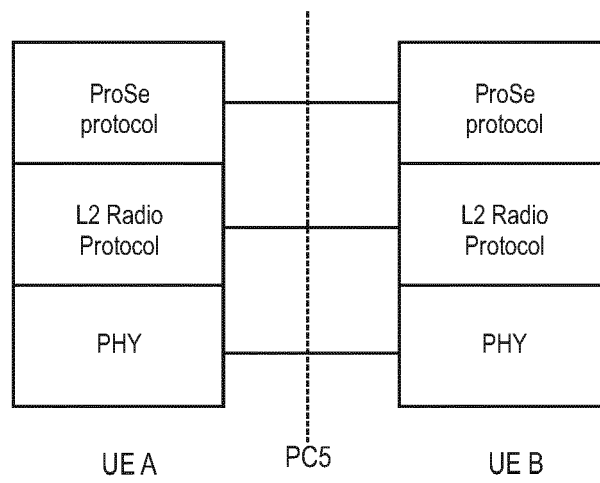 ProSe
protocol
ProSe
protocol
L2 Radio
Protocol
L2 Radio
Protocol
PHY
PHY
UE A
PC5
UE B